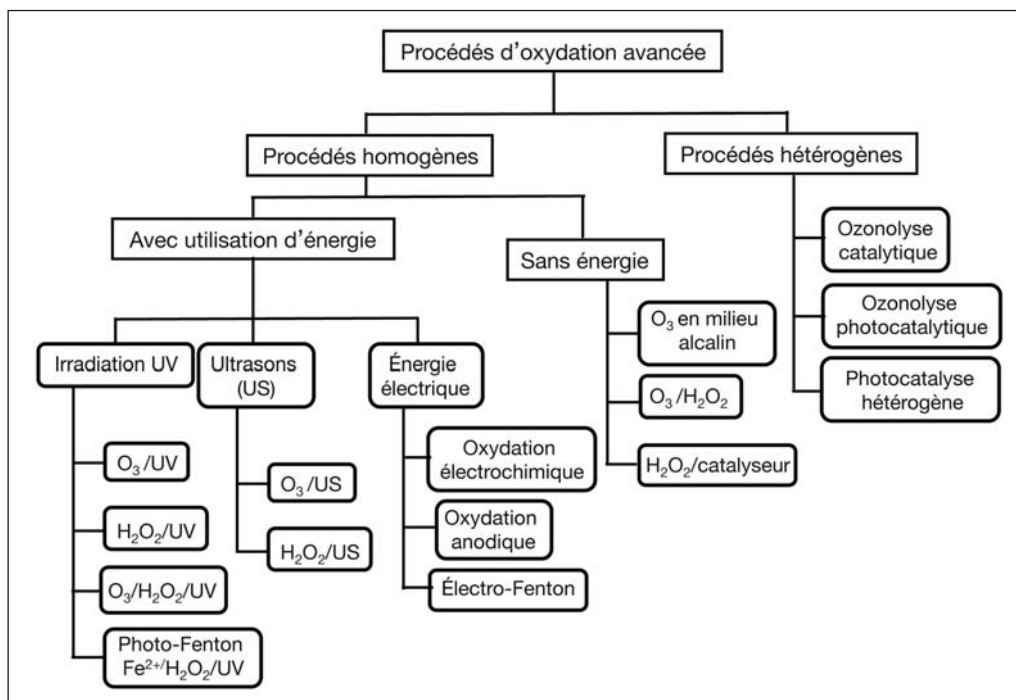 Procédés d'oxydation avancée
Procédés homogènes
Procédés hétérogènes
Avec utilisation d'énergie
Sans énergie
Ozonolyse
catalytique
Ozonolyse
photocatalytique
Photocatalyse
hétérogène
O₃ en milieu
alcalin
O₃/H₂O₂
H₂O₂/catalyseur
Irradiation UV
O₃/UV
H₂O₂/UV
O₃/H₂O₂/UV
Photo-Fenton
Fe²⁺/H₂O₂/UV
Ultrasons
(US)
O₃/US
H₂O₂/US
Énergie
électrique
Oxydation
électrochimique
Oxydation
anodique
Électro-Fenton